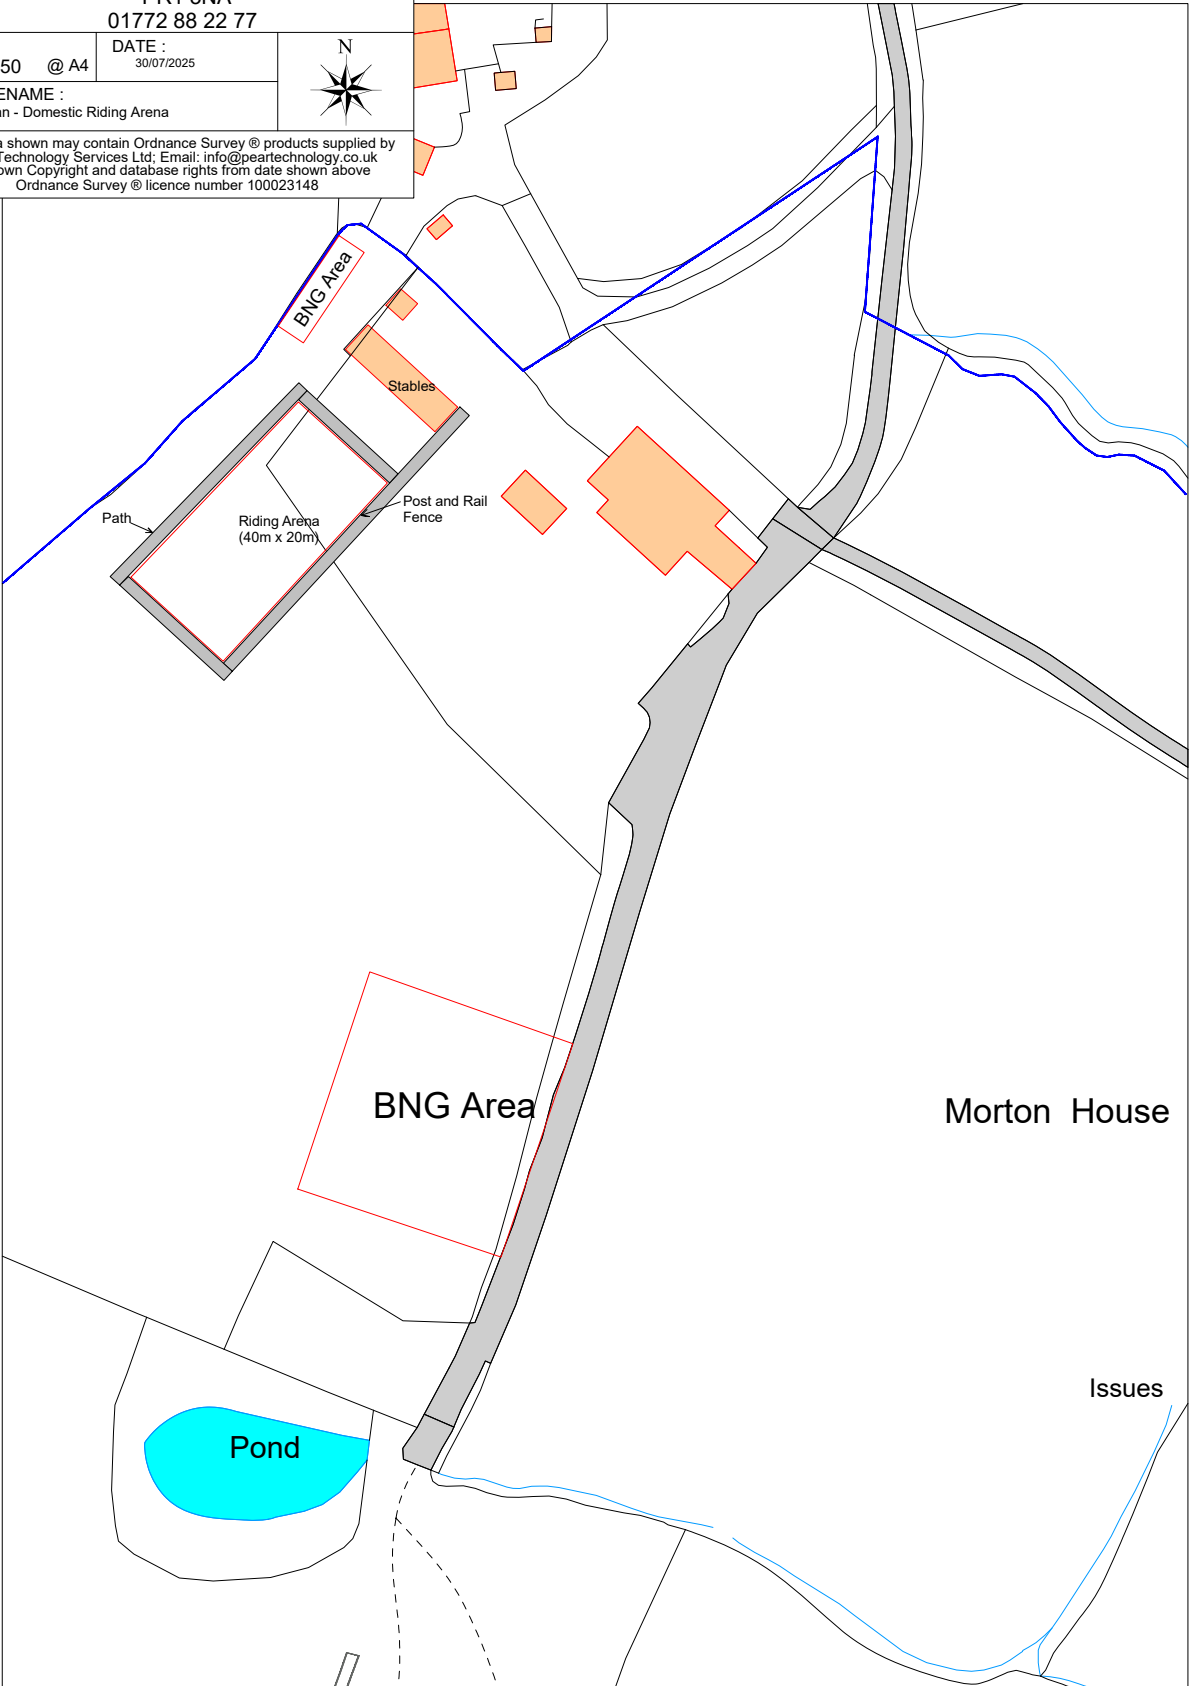 01772 88 22 77
50 @ A4
DATE :
30/07/2025
N
ENAME :
n - Domestic Riding Arena
shown may contain Ordnance Survey ® products supplied by
Technology Services Ltd; Email: info@peartechnology.co.uk
own Copyright and database rights from date shown above
Ordnance Survey ® licence number 100023148
BNG Area
Stables
Path
Riding Arena
(40m x 20m)
Post and Rail
Fence
BNG Area
Morton House
Issues
Pond